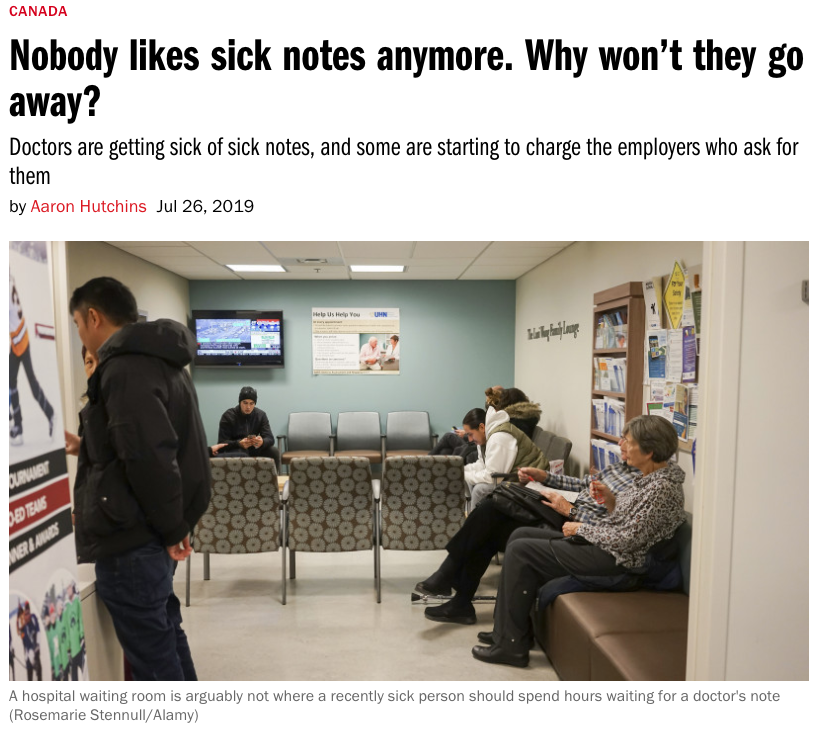 CANADA
Nobody likes sick notes anymore. Why won’t they go
away?
Doctors are getting sick of sick notes, and some are starting to charge the employers who ask for
them
by Aaron Hutchins Jul 26, 2019
Help Us Help You
UHN
The Lau Wong Family Lounge
OURNAMENT
D-ED TEAMS
NER & AWARDS
A hospital waiting room is arguably not where a recently sick person should spend hours waiting for a doctor's note
(Rosemarie Stennull/Alamy)